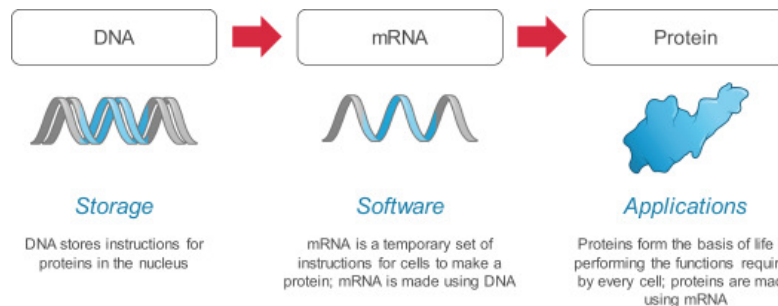 DNA
mRNA
Protein
Storage
Software
Applications
DNA stores instructions for
proteins in the nucleus
mRNA is a temporary set of
instructions for cells to make a
protein; mRNA is made using DNA
Proteins form the basis of life
performing the functions
by every cell; proteins are
using mRNA